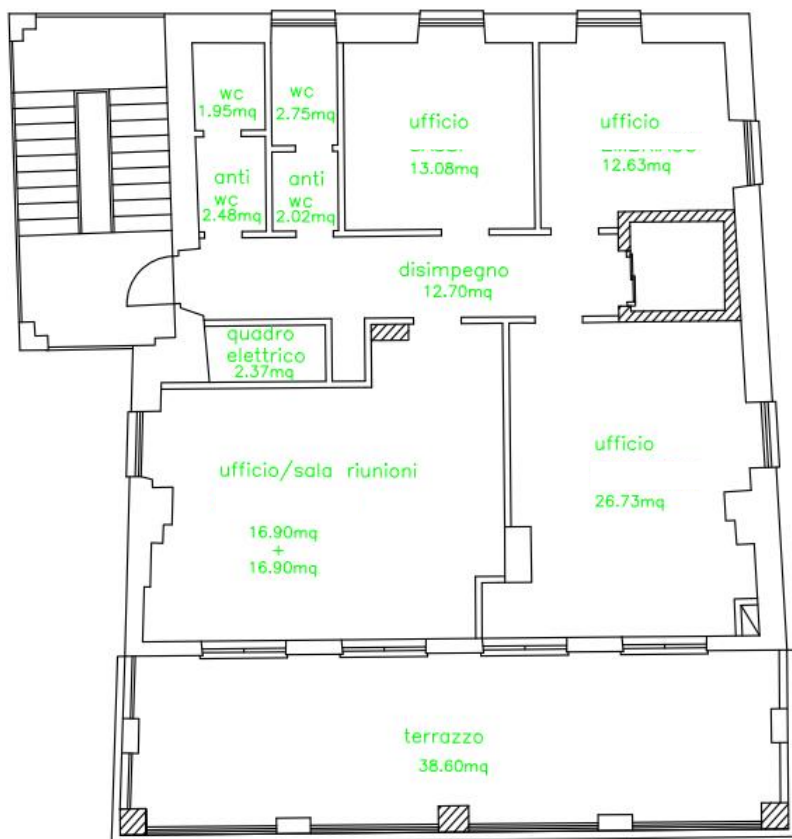 wc
1.95mq
wc
2.75mq
ufficio
13.08mq
ufficio
12.63mq
anti
wc
2.48mq
anti
wc
2.02mq
disimpegno
12.70mq
quadro
elettrico
2.37mq
ufficio/sala riunioni
16.90mq
+
16.90mq
ufficio
26.73mq
terrazzo
38.60mq